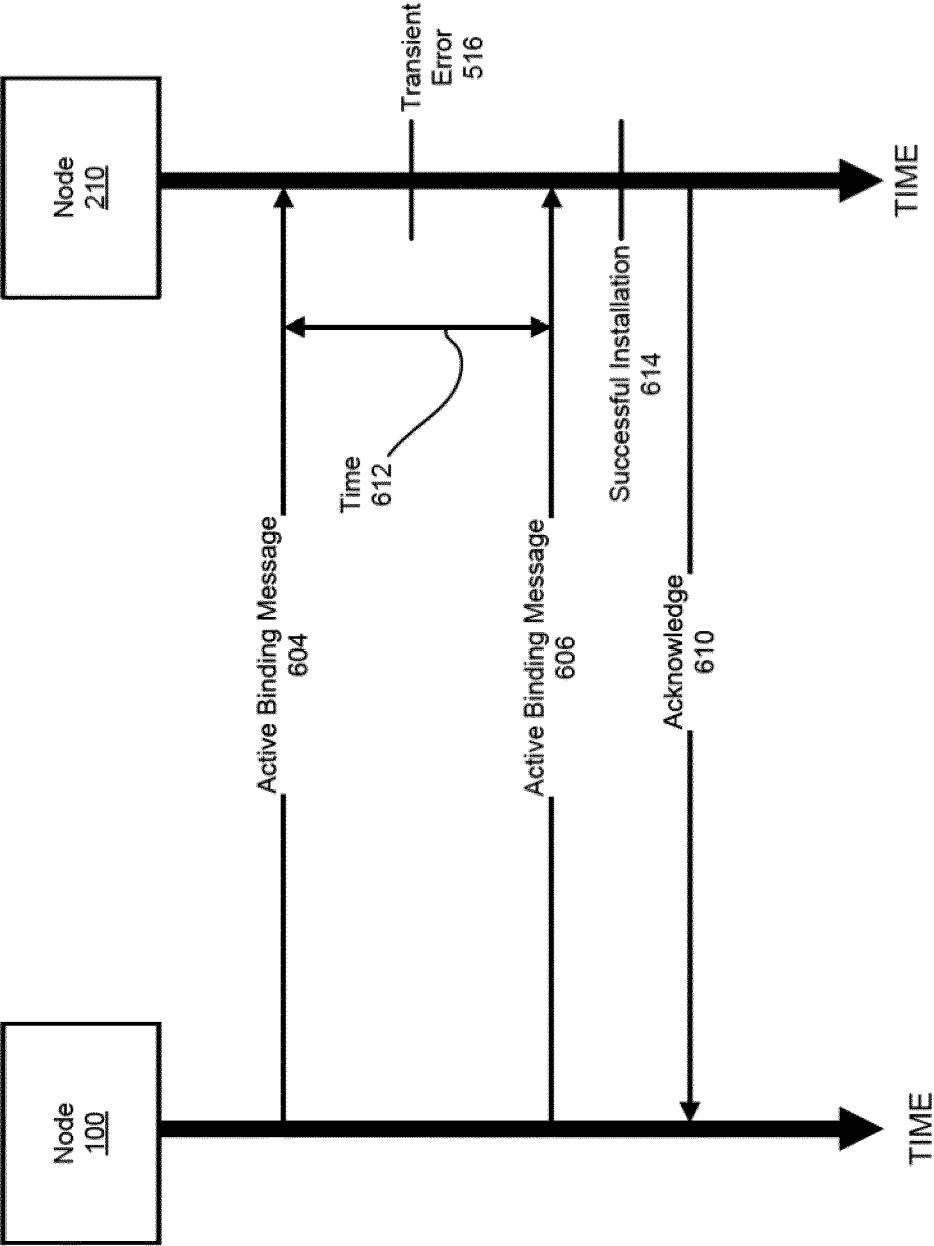 Node
100
Node
210
Active Binding Message
604
Time
612
Transient
Error
516
Active Binding Message
606
Successful Installation
614
Acknowledge
610
TIME
TIME